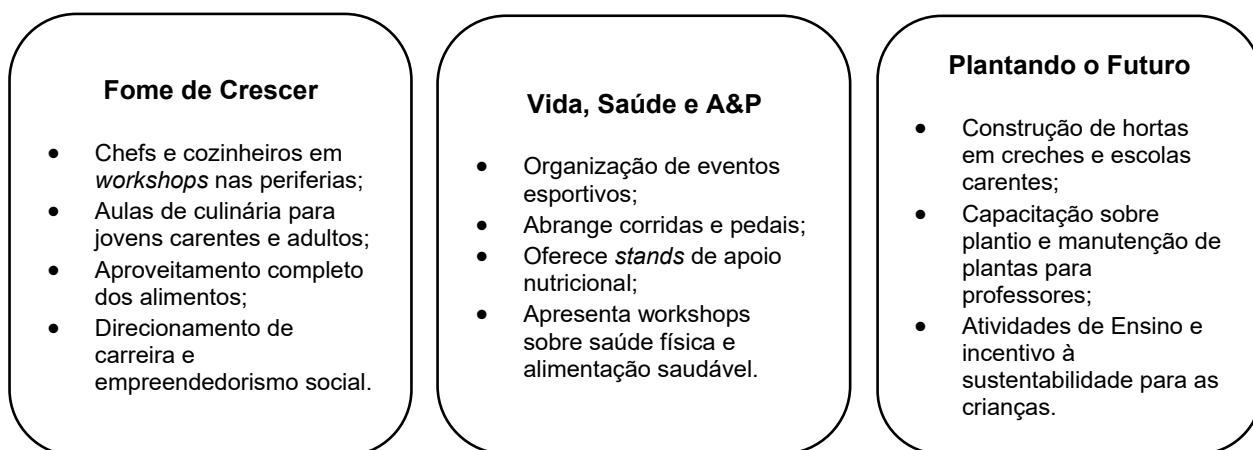 Fome de Crescer
• Chefs e cozinheiros em
workshops nas periferias;
• Aulas de culinária para
jovens carentes e adultos;
• Aproveitamento completo
dos alimentos;
• Direcionamento de
carreira e
empreendedorismo social.
Vida, Saúde e A&P
• Organização de eventos
esportivos;
• Abrange corridas e pedais;
• Oferece stands de apoio
nutricional;
• Apresenta workshops
sobre saúde física e
alimentação saudável.
Plantando o Futuro
• Construção de hortas
em creches e escolas
carentes;
• Capacitação sobre
plantio e manutenção de
plantas para
professores;
• Atividades de Ensino e
incentivo à
sustentabilidade para as
crianças.